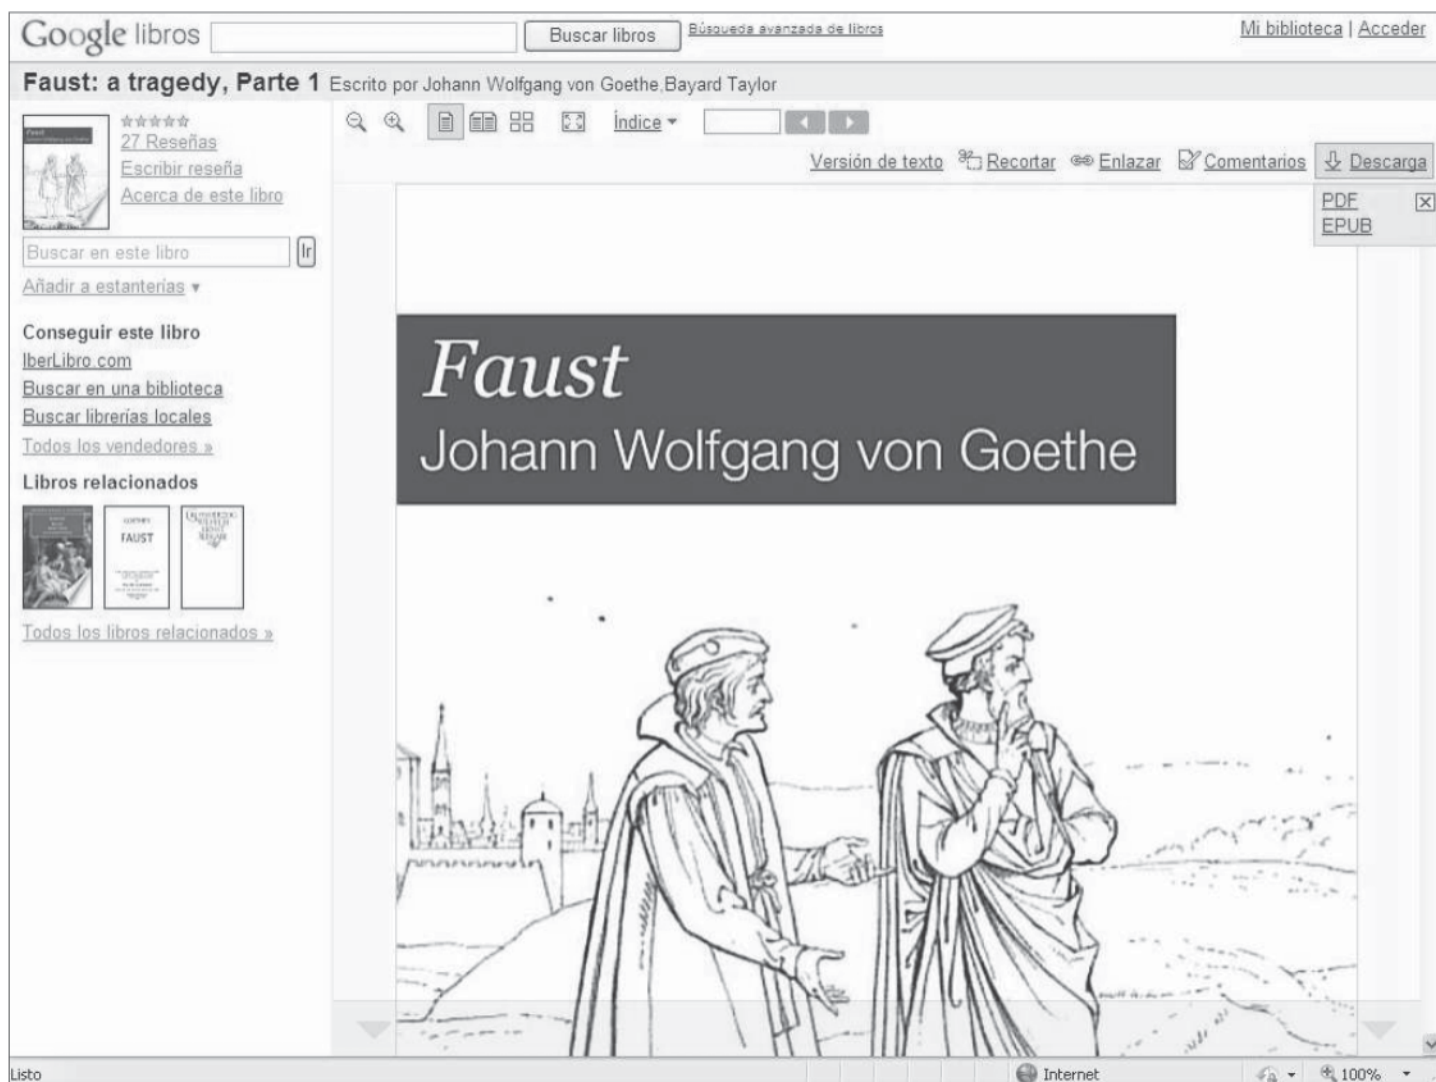 Google libros Buscar libros Búsqueda avanzada de libros Mi biblioteca | Acceder
Faust: a tragedy, Parte 1 Escrito por Johann Wolfgang von Goethe,Bayard Taylor
27 Reseñas
Escribir reseña
Acerca de este libro
Buscar en este libro Ir
Añadir a estanterías
Conseguir este libro
IberLibro.com
Buscar en una biblioteca
Buscar librerías locales
Todos los vendedores »
Libros relacionados
FAUST
Todos los libros relacionados »
Índice
Versión de texto Recortar Enlazar Comentarios Descarga
PDF
EPUB
Faust
Johann Wolfgang von Goethe
Listo Internet 100%